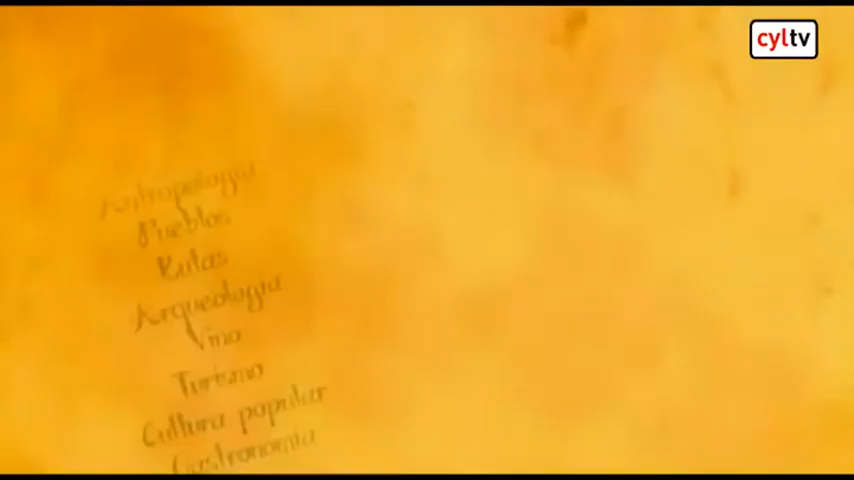 cyltv
Antropología
Pueblos
Rutas
Arqueología
Vino
Turismo
Cultura popular
Gastronomía